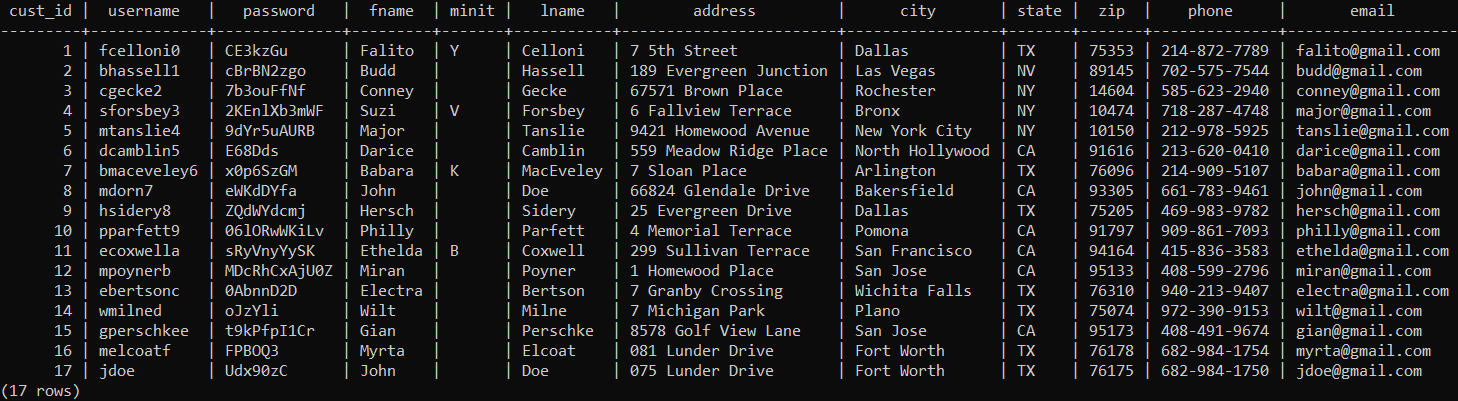 cust_id | username | password | fname | minit | lname | address | city | state | zip | phone | email
1 | fcelloni0 | CE3kzGu | Falito | Y | Celloni | 7 5th Street | Dallas | TX | 75353 | 214-872-7789 | falito@gmail.com
2 | bhassell1 | cBrBN2zgo | Budd | | Hassell | 189 Evergreen Junction | Las Vegas | NV | 89145 | 702-575-7544 | budd@gmail.com
3 | cgecke2 | 7b3ouFfNf | Conney | | Gecke | 67571 Brown Place | Rochester | NY | 14604 | 585-623-2940 | conney@gmail.com
4 | sforsbey3 | 2KEnlXb3mWF | Suzi | V | Forsbey | 6 Fallview Terrace | Bronx | NY | 10474 | 718-287-4748 | major@gmail.com
5 | mtanslie4 | 9dYr5uAURB | Major | | Tanslie | 9421 Homewood Avenue | New York City | NY | 10150 | 212-978-5925 | tanslie@gmail.com
6 | dcamblin5 | E68Dds | Darice | | Camblin | 559 Meadow Ridge Place | North Hollywood | CA | 91616 | 213-620-0410 | darice@gmail.com
7 | bmaceveley6 | x0p6SzGM | Babara | K | MacEveley | 7 Sloan Place | Arlington | TX | 76096 | 214-909-5107 | babara@gmail.com
8 | mdorn7 | eWKdDYfa | John | | Doe | 66824 Glendale Drive | Bakersfield | CA | 93305 | 661-783-9461 | john@gmail.com
9 | hsidery8 | ZQdWYdcmj | Hersch | | Sidery | 25 Evergreen Drive | Dallas | TX | 75205 | 469-983-9782 | hersch@gmail.com
10 | pparfett9 | 06lORwWKiLv | Philly | | Parfett | 4 Memorial Terrace | Pomona | CA | 91797 | 909-861-7093 | philly@gmail.com
11 | ecoxwella | sRyVnyYySK | Ethelda | B | Coxwell | 299 Sullivan Terrace | San Francisco | CA | 94164 | 415-836-3583 | ethelda@gmail.com
12 | mpoynerb | MDcRhCxAjU0Z | Miran | | Poyner | 1 Homewood Place | San Jose | CA | 95133 | 408-599-2796 | miran@gmail.com
13 | ebertsonc | 0AbnnD2D | Electra | | Bertson | 7 Granby Crossing | Wichita Falls | TX | 76310 | 940-213-9407 | electra@gmail.com
14 | wmilned | oJzYli | Wilt | | Milne | 7 Michigan Park | Plano | TX | 75074 | 972-390-9153 | wilt@gmail.com
15 | gperschkee | t9kPfpI1Cr | Gian | | Perschke | 8578 Golf View Lane | San Jose | CA | 95173 | 408-491-9674 | gian@gmail.com
16 | melcoatf | FPBOQ3 | Myrta | | Elcoat | 081 Lunder Drive | Fort Worth | TX | 76178 | 682-984-1754 | myrta@gmail.com
17 | jdoe | Udx90zC | John | | Doe | 075 Lunder Drive | Fort Worth | TX | 76175 | 682-984-1750 | jdoe@gmail.com
(17 rows)